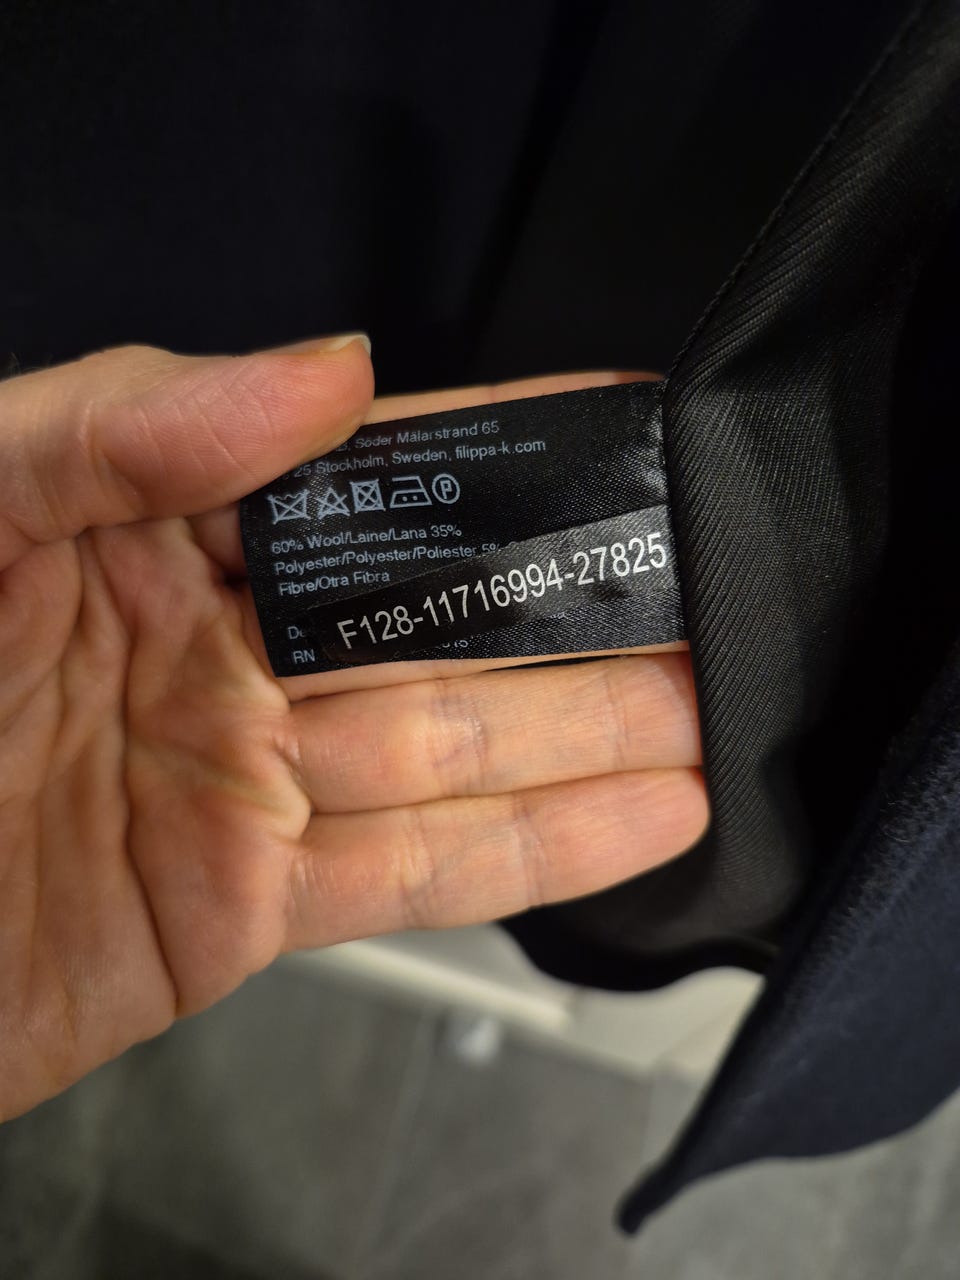 Söder Mälarstrand 65
25 Stockholm, Sweden, filippa-k.com
P
60% Wool/Laine/Lana 35%
Polyester/Polyester/Poliester 5%
Fibre/Otra Fibra
F128-11716994-27825
RN